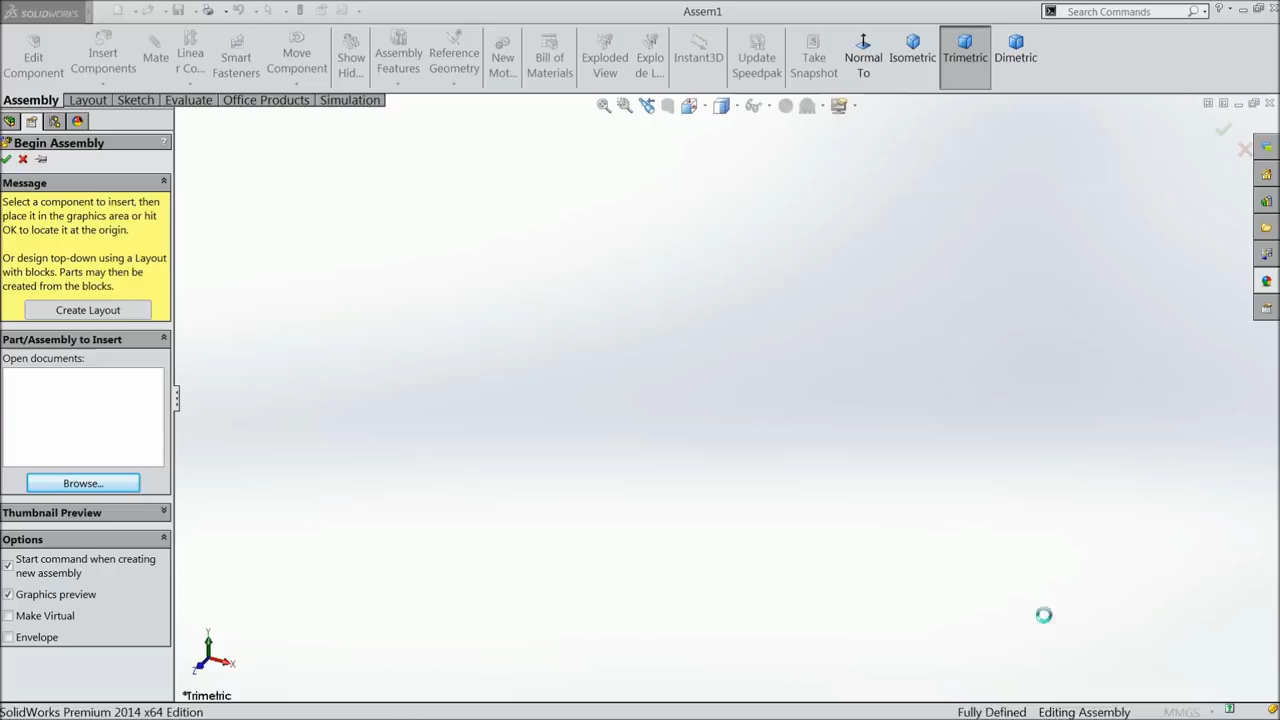 SOLIDWORKS
Assem1
Search Commands
Edit Component
Insert Components
Mate
Linea r Co...
Smart Fasteners
Move Component
Show Hid...
Assembly Features
Reference Geometry
New Mot...
Bill of Materials
Exploded View
Explo de L...
Instant3D
Update Speedpak
Take Snapshot
Normal To
Isometric
Trimetric
Dimetric
Assembly
Layout
Sketch
Evaluate
Office Products
Simulation
Begin Assembly
?
Message
Select a component to insert, then
place it in the graphics area or hit
OK to locate it at the origin.
Or design top-down using a Layout
with blocks. Parts may then be
created from the blocks.
Create Layout
Part/Assembly to Insert
Open documents:
Browse...
Thumbnail Preview
Options
Start command when creating
new assembly
Graphics preview
Make Virtual
Envelope
Y
X
Z
*Trimetric
SolidWorks Premium 2014 x64 Edition
Fully Defined
Editing Assembly
MMGS